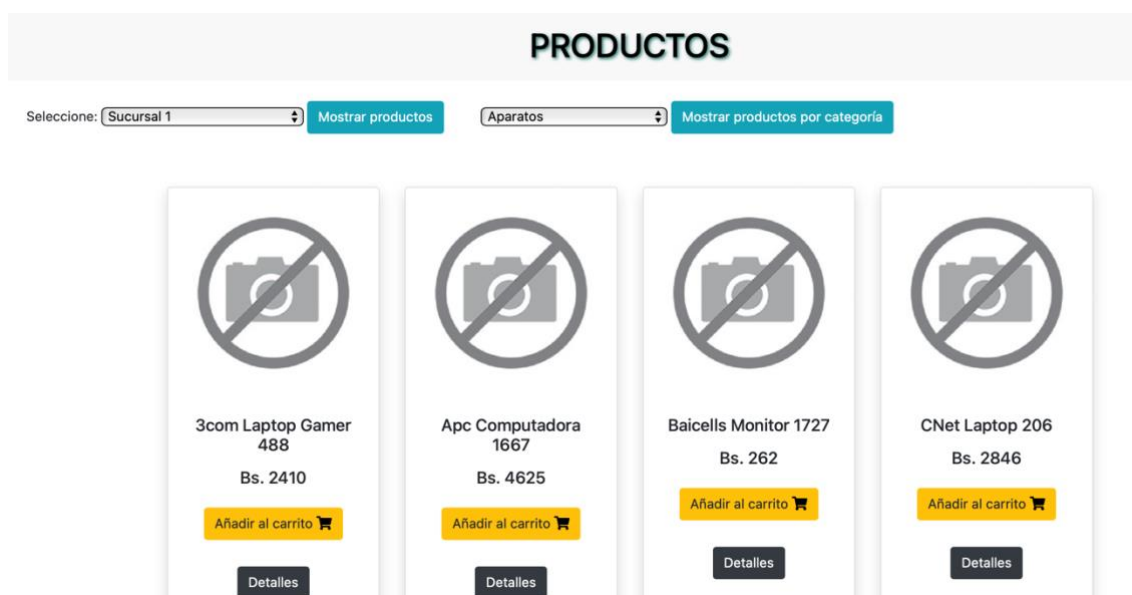 PRODUCTOS
Seleccione: Sucursal 1 Mostrar productos Aparatos Mostrar productos por categoría
3com Laptop Gamer
488
Bs. 2410
Añadir al carrito
Detalles
Apc Computadora
1667
Bs. 4625
Añadir al carrito
Detalles
Baicells Monitor 1727
Bs. 262
Añadir al carrito
Detalles
CNet Laptop 206
Bs. 2846
Añadir al carrito
Detalles